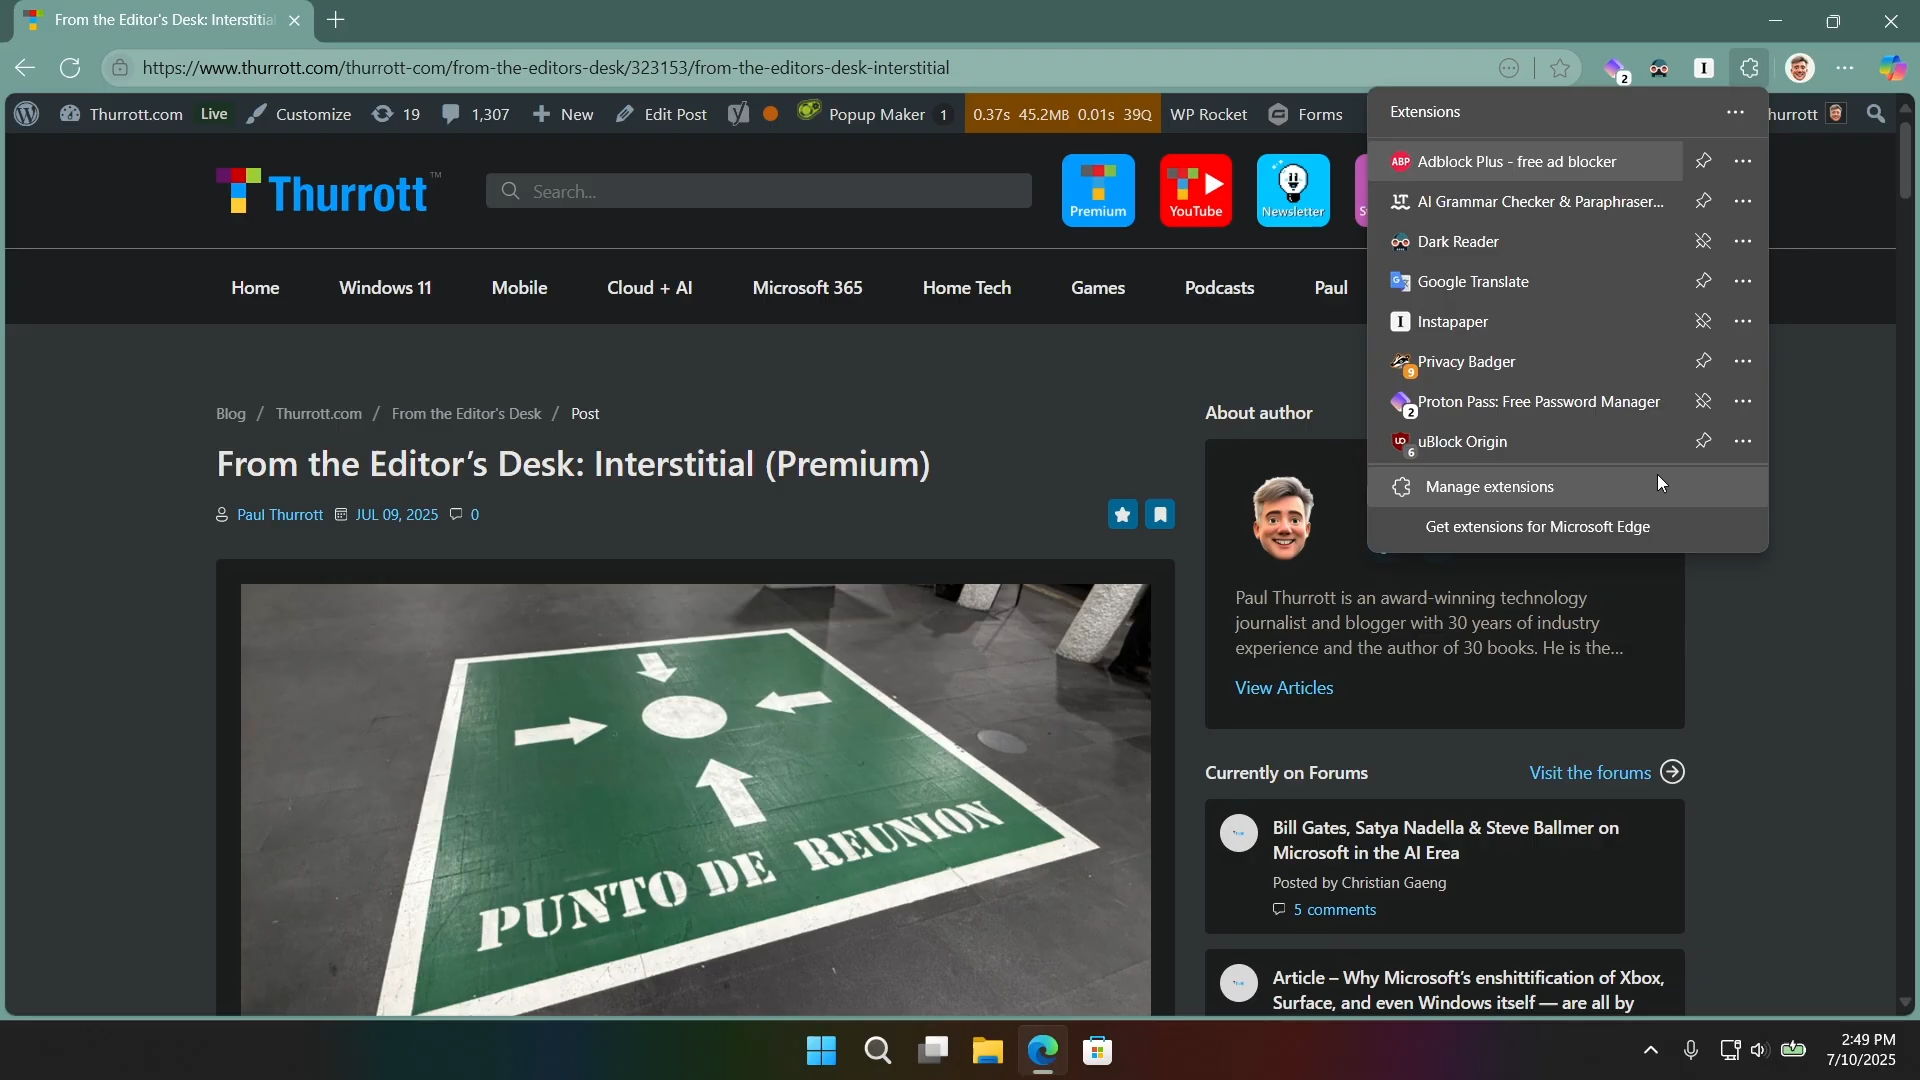 From the Editor's Desk: Interstitial
https://www.thurrott.com/thurrott-com/from-the-editors-desk/323153/from-the-editors-desk-interstitial
2
Thurrott.com Live Customize 19 1,307 New Edit Post Popup Maker 1 0.37s 45.2MB 0.01s 39Q WP Rocket Forms
Thurrott™
Search...
Premium
YouTube
Newsletter
Home Windows 11 Mobile Cloud + AI Microsoft 365 Home Tech Games Podcasts Paul
Extensions
ABP Adblock Plus - free ad blocker
LT AI Grammar Checker & Paraphraser...
Dark Reader
Google Translate
I Instapaper
9 Privacy Badger
2 Proton Pass: Free Password Manager
UO 6 uBlock Origin
Manage extensions
Get extensions for Microsoft Edge
Blog / Thurrott.com / From the Editor's Desk / Post
From the Editor's Desk: Interstitial (Premium)
Paul Thurrott JUL 09, 2025 0
PUNTO DE REUNION
About author
Paul Thurrott is an award-winning technology
journalist and blogger with 30 years of industry
experience and the author of 30 books. He is the...
View Articles
Currently on Forums Visit the forums
Bill Gates, Satya Nadella & Steve Ballmer on
Microsoft in the AI Erea
Posted by Christian Gaeng
5 comments
Article – Why Microsoft's enshittification of Xbox,
Surface, and even Windows itself — are all by
2:49 PM
7/10/2025